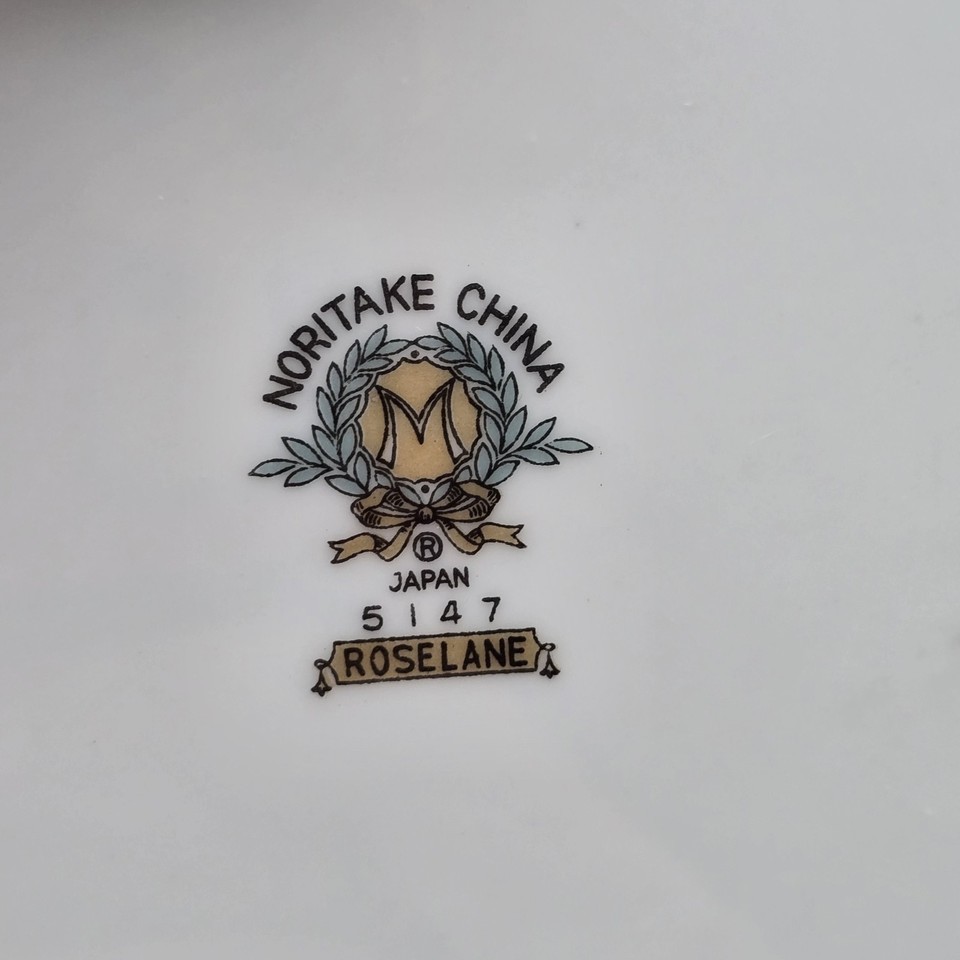 NORITAKE CHINA
M
®
JAPAN
5147
ROSELANE